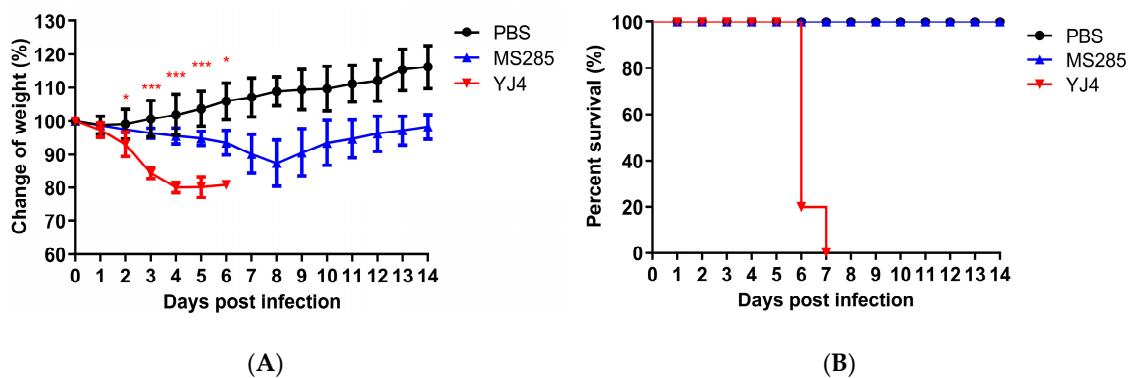 PBS
MS285
YJ4
Change of weight (%)
130
120
110
100
90
80
70
60
* *** *** *** *
0 1 2 3 4 5 6 7 8 9 10 11 12 13 14
Days post infection
(A)
PBS
MS285
YJ4
Percent survival (%)
100
80
60
40
20
0
0 1 2 3 4 5 6 7 8 9 10 11 12 13 14
Days post infection
(B)